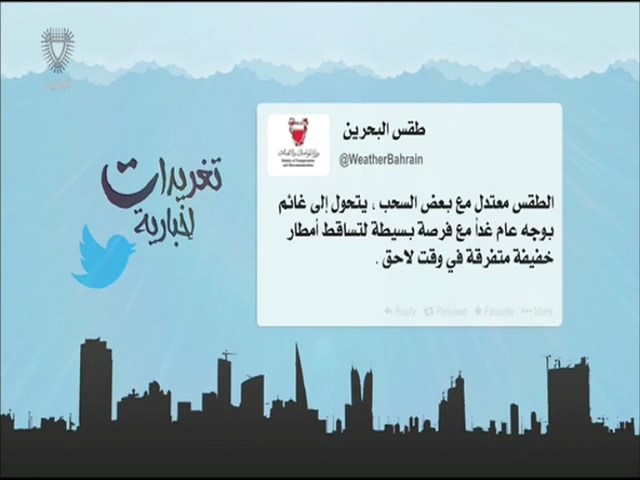 طقس البحرين
@WeatherBahrain
الطقس معتدل مع بعض السحب ، يتحول إلى غائم
بوجه عام غداً مع فرصة بسيطة لتساقط أمطار
خفيفة متفرقة في وقت لاحق .
Reply Retweet Favorite More
تغريدات
إخبارية